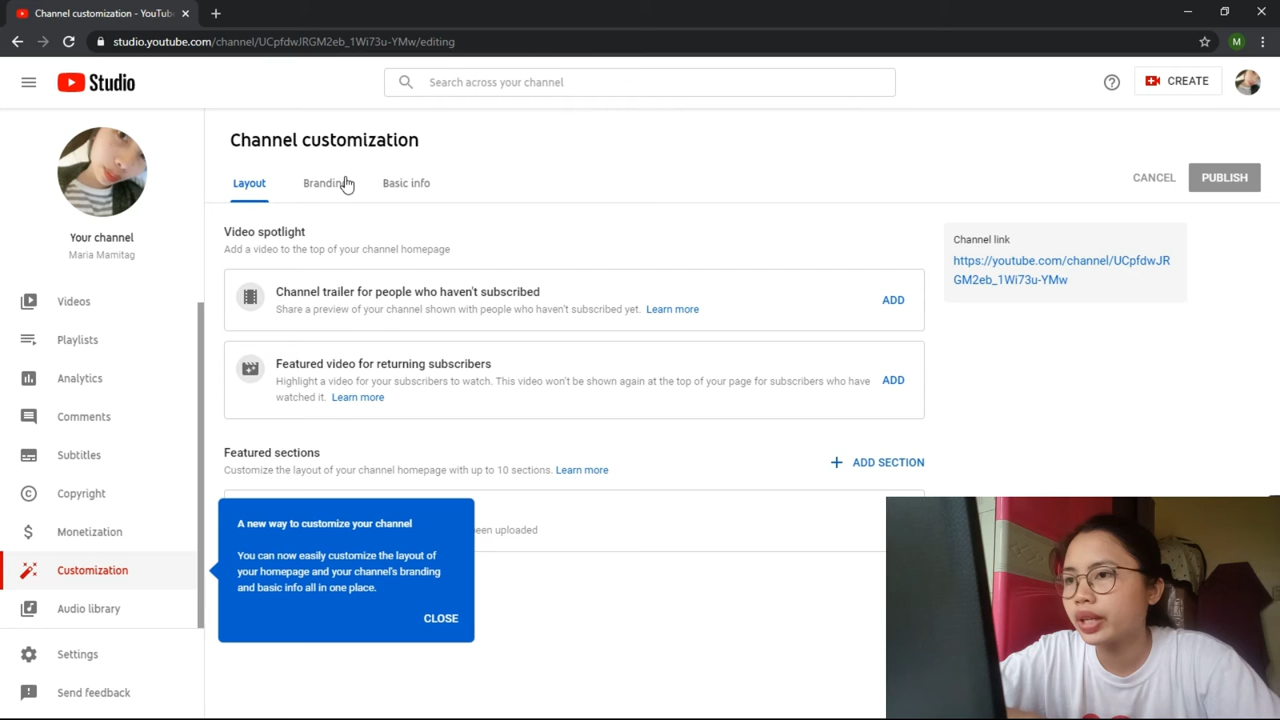 Channel customization - YouTube
studio.youtube.com/channel/UCpfdwJRGM2eb_1Wi73u-YMw/editing
M
Studio
Search across your channel
CREATE
Channel customization
Layout
Branding
Basic info
CANCEL
PUBLISH
Your channel
Maria Mamitag
Videos
Playlists
Analytics
Comments
Subtitles
Copyright
Monetization
Customization
Audio library
Settings
Send feedback
Video spotlight
Add a video to the top of your channel homepage
Channel trailer for people who haven't subscribed
Share a preview of your channel shown with people who haven't subscribed yet. Learn more
ADD
Featured video for returning subscribers
Highlight a video for your subscribers to watch. This video won't be shown again at the top of your page for subscribers who have
watched it. Learn more
ADD
Featured sections
Customize the layout of your channel homepage with up to 10 sections. Learn more
ADD SECTION
been uploaded
A new way to customize your channel
You can now easily customize the layout of
your homepage and your channel's branding
and basic info all in one place.
CLOSE
Channel link
https://youtube.com/channel/UCpfdwJR
GM2eb_1Wi73u-YMw